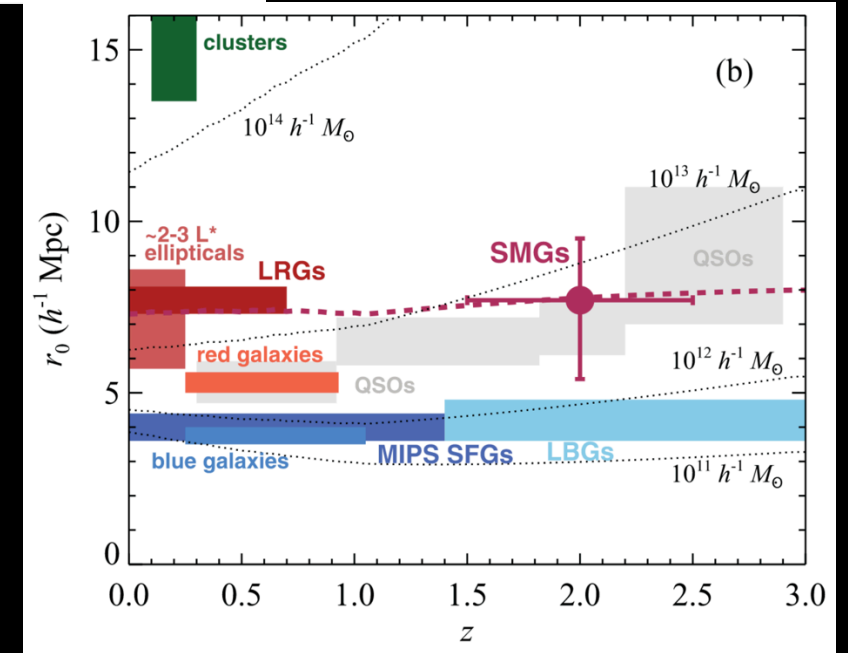 15
clusters
(b)
10¹⁴ h⁻¹ M☉
10¹³ h⁻¹ M☉
10
~2-3 L*
ellipticals
LRGs
SMGs
QSOs
r₀ (h⁻¹ Mpc)
red galaxies
QSOs
10¹² h⁻¹ M☉
5
blue galaxies
MIPS SFGs
LBGs
10¹¹ h⁻¹ M☉
0
0.0 0.5 1.0 1.5 2.0 2.5 3.0
z